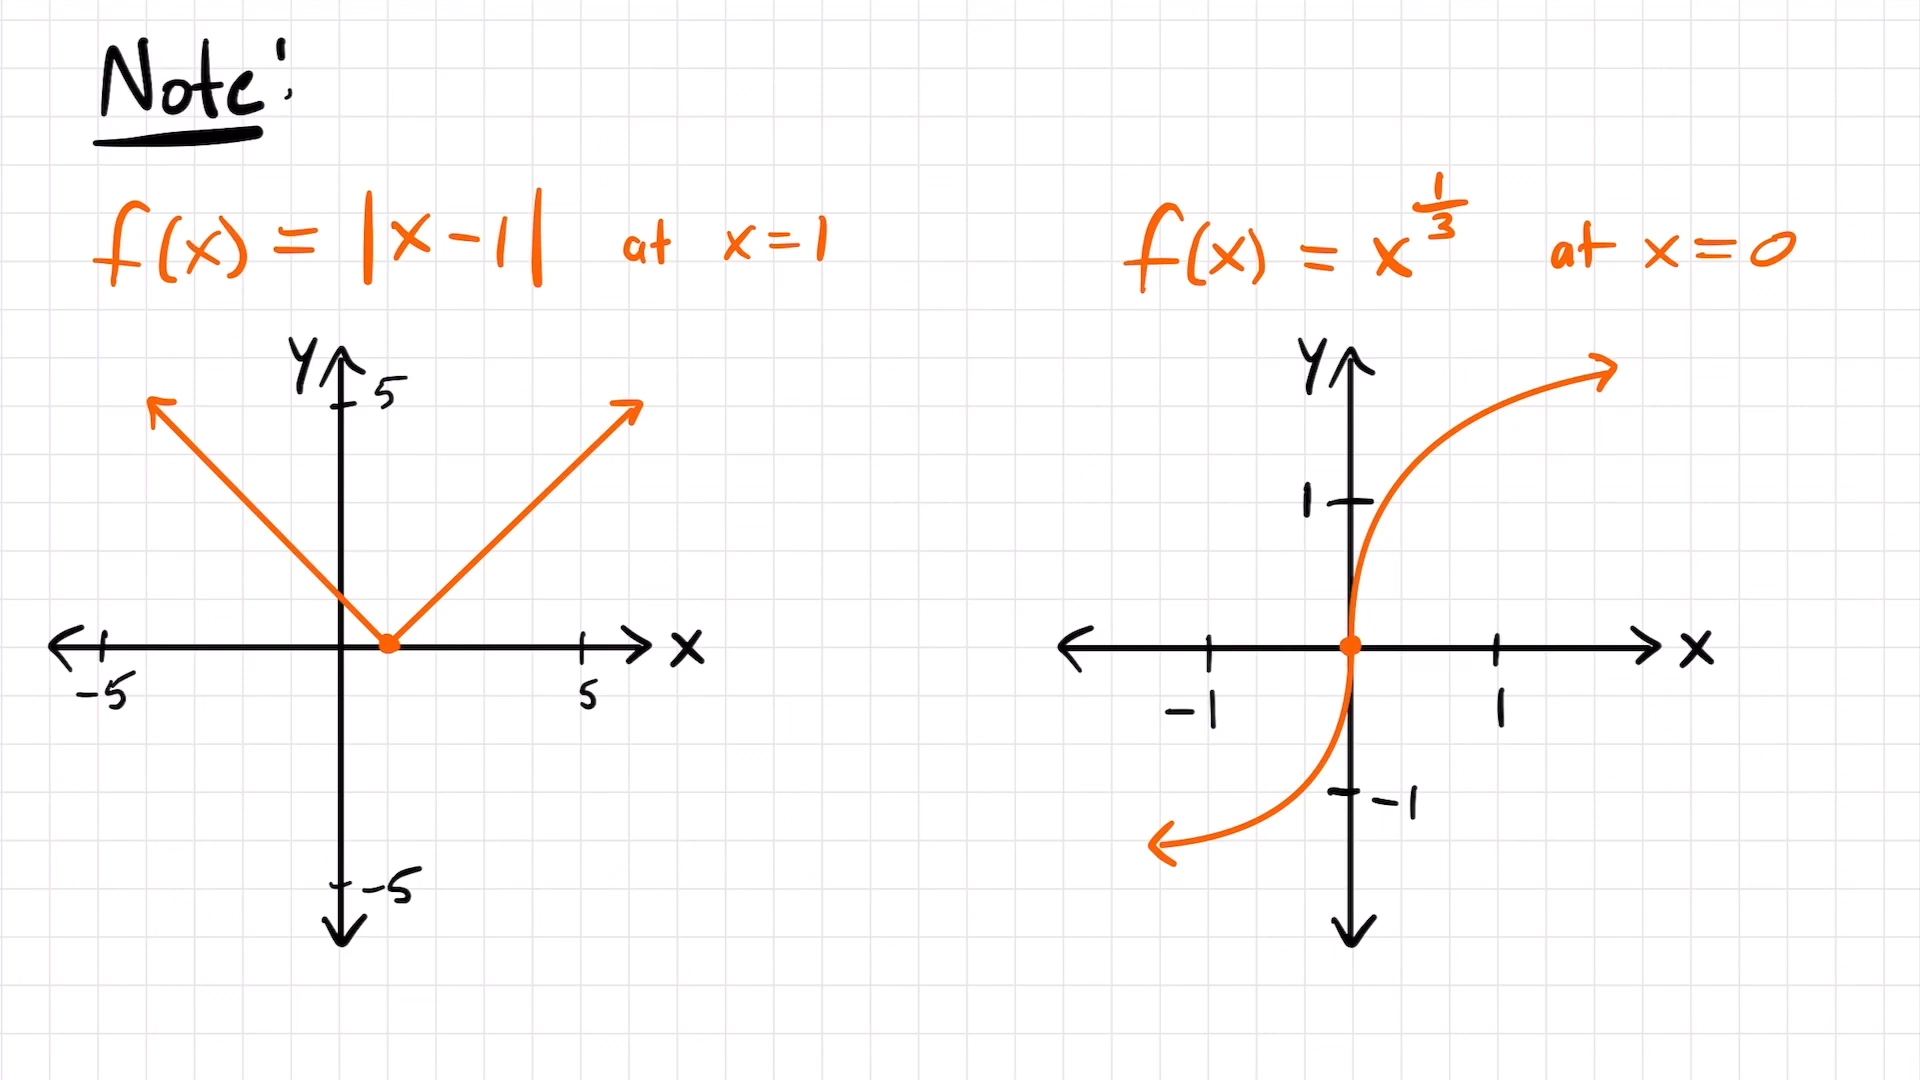 Note:
f(x) = |x-1| at x=1
f(x) = x^{1/3} at x=0
Y
5
-5
5
X
-5
Y
1
-1
1
X
-1